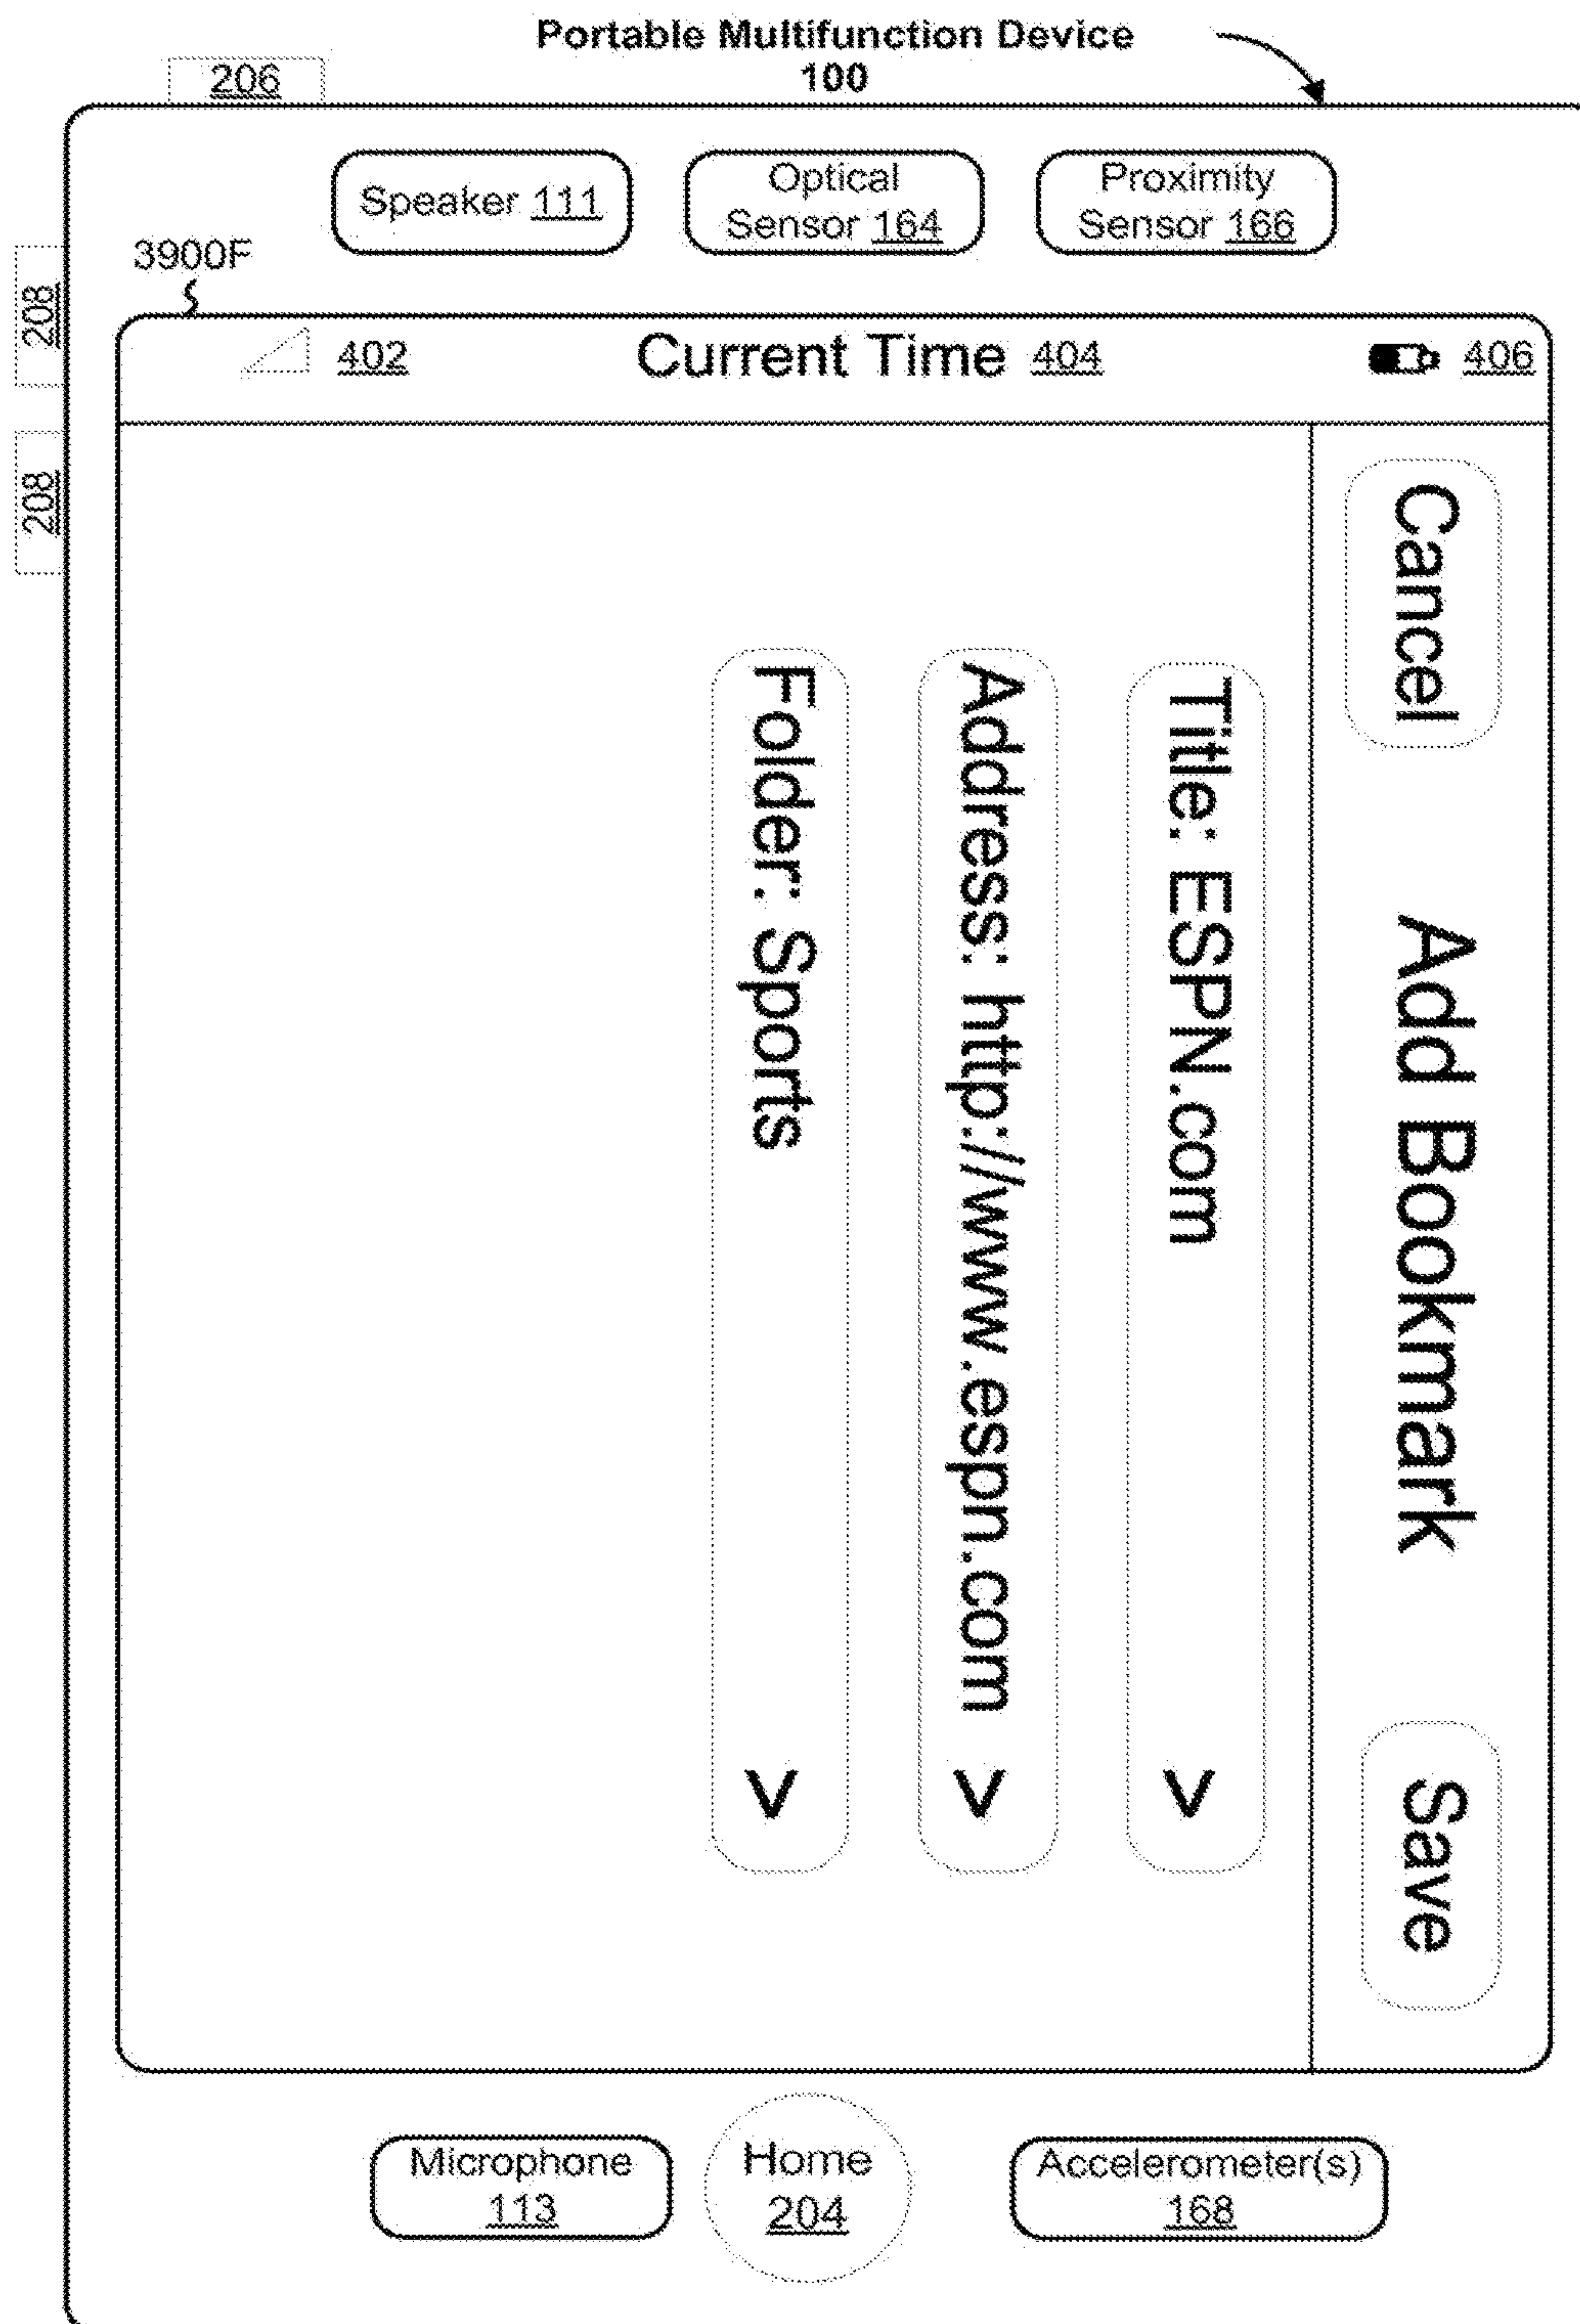 Portable Multifunction Device
100
206
Speaker 111
Optical
Sensor 164
Proximity
Sensor 166
3900F
208
208
402
Current Time 404
406
Cancel
Add Bookmark
Save
Title: ESPN.com >
Address: http://www.espn.com >
Folder: Sports >
Microphone
113
Home
204
Accelerometer(s)
168